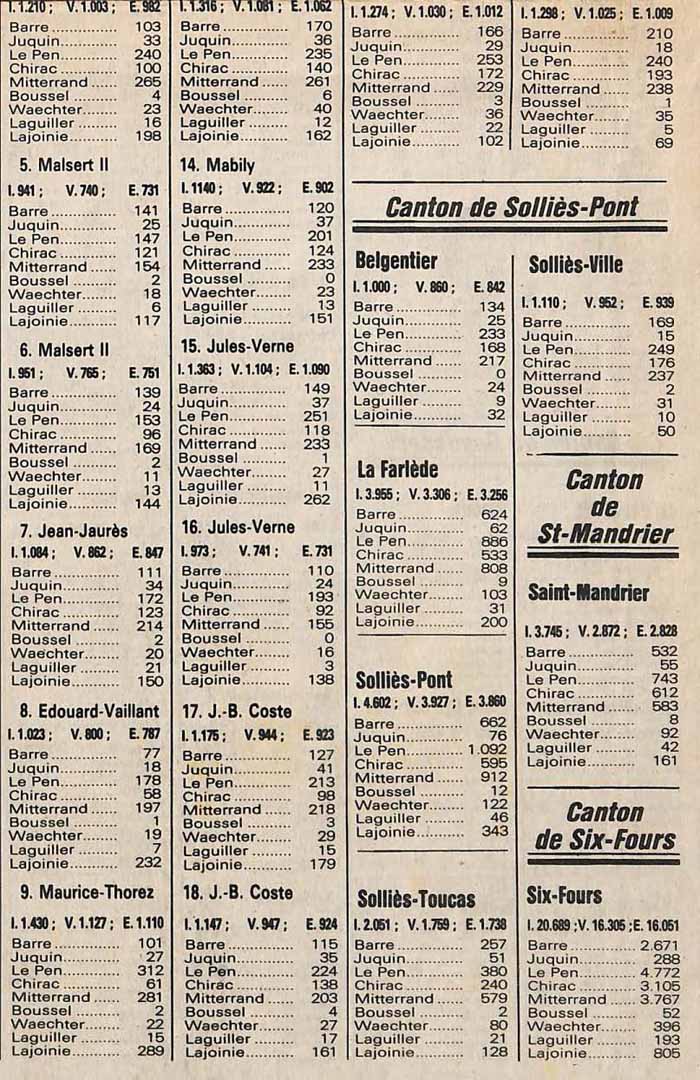 I. 1.210 ; V. 1.003 ; E. 982
Barre .............. 103
Juquin .............. 33
Le Pen .............. 240
Chirac .............. 100
Mitterrand ...... 265
Boussel .............. 4
Waechter ......... 23
Laguiller ......... 16
Lajoinie .............. 198
5. Malsert II
I. 941 ; V. 740 ; E. 731
Barre .............. 141
Juquin .............. 25
Le Pen .............. 147
Chirac .............. 121
Mitterrand ...... 154
Boussel .............. 2
Waechter ......... 18
Laguiller ......... 6
Lajoinie .............. 117
6. Malsert II
I. 951 ; V. 765 ; E. 751
Barre .............. 139
Juquin .............. 24
Le Pen .............. 153
Chirac .............. 96
Mitterrand ...... 169
Boussel .............. 2
Waechter ......... 11
Laguiller ......... 13
Lajoinie .............. 144
7. Jean-Jaurès
I. 1.084 ; V. 862 ; E. 847
Barre .............. 111
Juquin .............. 34
Le Pen .............. 172
Chirac .............. 123
Mitterrand ...... 214
Boussel .............. 2
Waechter ......... 20
Laguiller ......... 21
Lajoinie .............. 150
8. Edouard-Vaillant
I. 1.023 ; V. 800 ; E. 787
Barre .............. 77
Juquin .............. 18
Le Pen .............. 178
Chirac .............. 58
Mitterrand ...... 197
Boussel .............. 1
Waechter ......... 19
Laguiller ......... 7
Lajoinie .............. 232
9. Maurice-Thorez
I. 1.430 ; V. 1.127 ; E. 1.110
Barre .............. 101
Juquin .............. 27
Le Pen .............. 312
Chirac .............. 61
Mitterrand ...... 281
Boussel .............. 2
Waechter ......... 22
Laguiller ......... 15
Lajoinie .............. 289
I. 1.316 ; V. 1.081 ; E. 1.062
Barre .............. 170
Juquin .............. 36
Le Pen .............. 235
Chirac .............. 140
Mitterrand ...... 261
Boussel .............. 6
Waechter ......... 40
Laguiller ......... 12
Lajoinie .............. 162
14. Mabily
I. 1140 ; V. 922 ; E. 902
Barre .............. 120
Juquin .............. 37
Le Pen .............. 201
Chirac .............. 124
Mitterrand ...... 233
Boussel .............. 0
Waechter ......... 23
Laguiller ......... 13
Lajoinie .............. 151
15. Jules-Verne
I. 1.363 ; V. 1.104 ; E. 1.090
Barre .............. 149
Juquin .............. 37
Le Pen .............. 251
Chirac .............. 118
Mitterrand ...... 233
Boussel .............. 1
Waechter ......... 27
Laguiller ......... 11
Lajoinie .............. 262
16. Jules-Verne
I. 973 ; V. 741 ; E. 731
Barre .............. 110
Juquin .............. 24
Le Pen .............. 193
Chirac .............. 92
Mitterrand ...... 155
Boussel .............. 0
Waechter ......... 16
Laguiller ......... 3
Lajoinie .............. 138
17. J.-B. Coste
I. 1.175 ; V. 944 ; E. 923
Barre .............. 127
Juquin .............. 41
Le Pen .............. 213
Chirac .............. 98
Mitterrand ...... 218
Boussel .............. 3
Waechter ......... 29
Laguiller ......... 15
Lajoinie .............. 179
18. J.-B. Coste
I. 1.147 ; V. 947 ; E. 924
Barre .............. 115
Juquin .............. 35
Le Pen .............. 224
Chirac .............. 138
Mitterrand ...... 203
Boussel .............. 4
Waechter ......... 27
Laguiller ......... 17
Lajoinie .............. 161
I. 1.274 ; V. 1.030 ; E. 1.012
Barre .............. 166
Juquin .............. 29
Le Pen .............. 253
Chirac .............. 172
Mitterrand .......... 229
Boussel .............. 3
Waechter ......... 36
Laguiller ......... 22
Lajoinie .............. 102
I. 1.298 ; V. 1.025 ; E. 1.009
Barre .............. 210
Juquin .............. 18
Le Pen .............. 240
Chirac .............. 193
Mitterrand .......... 238
Boussel .............. 1
Waechter ......... 35
Laguiller ......... 5
Lajoinie .............. 69
Canton de Solliès-Pont
Belgentier
I. 1.000 ; V. 860 ; E. 842
Barre .............. 134
Juquin .............. 25
Le Pen .............. 233
Chirac .............. 168
Mitterrand .......... 217
Boussel .............. 0
Waechter ......... 24
Laguiller ......... 9
Lajoinie .............. 32
La Farlède
I. 3.955 ; V. 3.306 ; E. 3.256
Barre .............. 624
Juquin .............. 62
Le Pen .............. 886
Chirac .............. 533
Mitterrand .......... 808
Boussel .............. 9
Waechter ......... 103
Laguiller ......... 31
Lajoinie .............. 200
Solliès-Pont
I. 4.602 ; V. 3.927 ; E. 3.860
Barre .............. 662
Juquin .............. 76
Le Pen .............. 1.092
Chirac .............. 595
Mitterrand .......... 912
Boussel .............. 12
Waechter ......... 122
Laguiller ......... 46
Lajoinie .............. 343
Solliès-Toucas
I. 2.051 ; V. 1.759 ; E. 1.738
Barre .............. 257
Juquin .............. 51
Le Pen .............. 380
Chirac .............. 240
Mitterrand .......... 579
Boussel .............. 2
Waechter ......... 80
Laguiller ......... 21
Lajoinie .............. 128
Solliès-Ville
I. 1.110 ; V. 952 ; E. 939
Barre .............. 169
Juquin .............. 15
Le Pen .............. 249
Chirac .............. 176
Mitterrand .......... 237
Boussel .............. 2
Waechter ......... 31
Laguiller ......... 10
Lajoinie .............. 50
Canton
de
St-Mandrier
Saint-Mandrier
I. 3.745 ; V. 2.872 ; E. 2.828
Barre .............. 532
Juquin .............. 55
Le Pen .............. 743
Chirac .............. 612
Mitterrand .......... 583
Boussel .............. 8
Waechter ......... 92
Laguiller ......... 42
Lajoinie .............. 161
Canton
de Six-Fours
Six-Fours
I. 20.689 ; V. 16.305 ; E. 16.051
Barre .............. 2.671
Juquin .............. 288
Le Pen .............. 4.772
Chirac .............. 3.105
Mitterrand .......... 3.767
Boussel .............. 52
Waechter ......... 396
Laguiller ......... 193
Lajoinie .............. 805